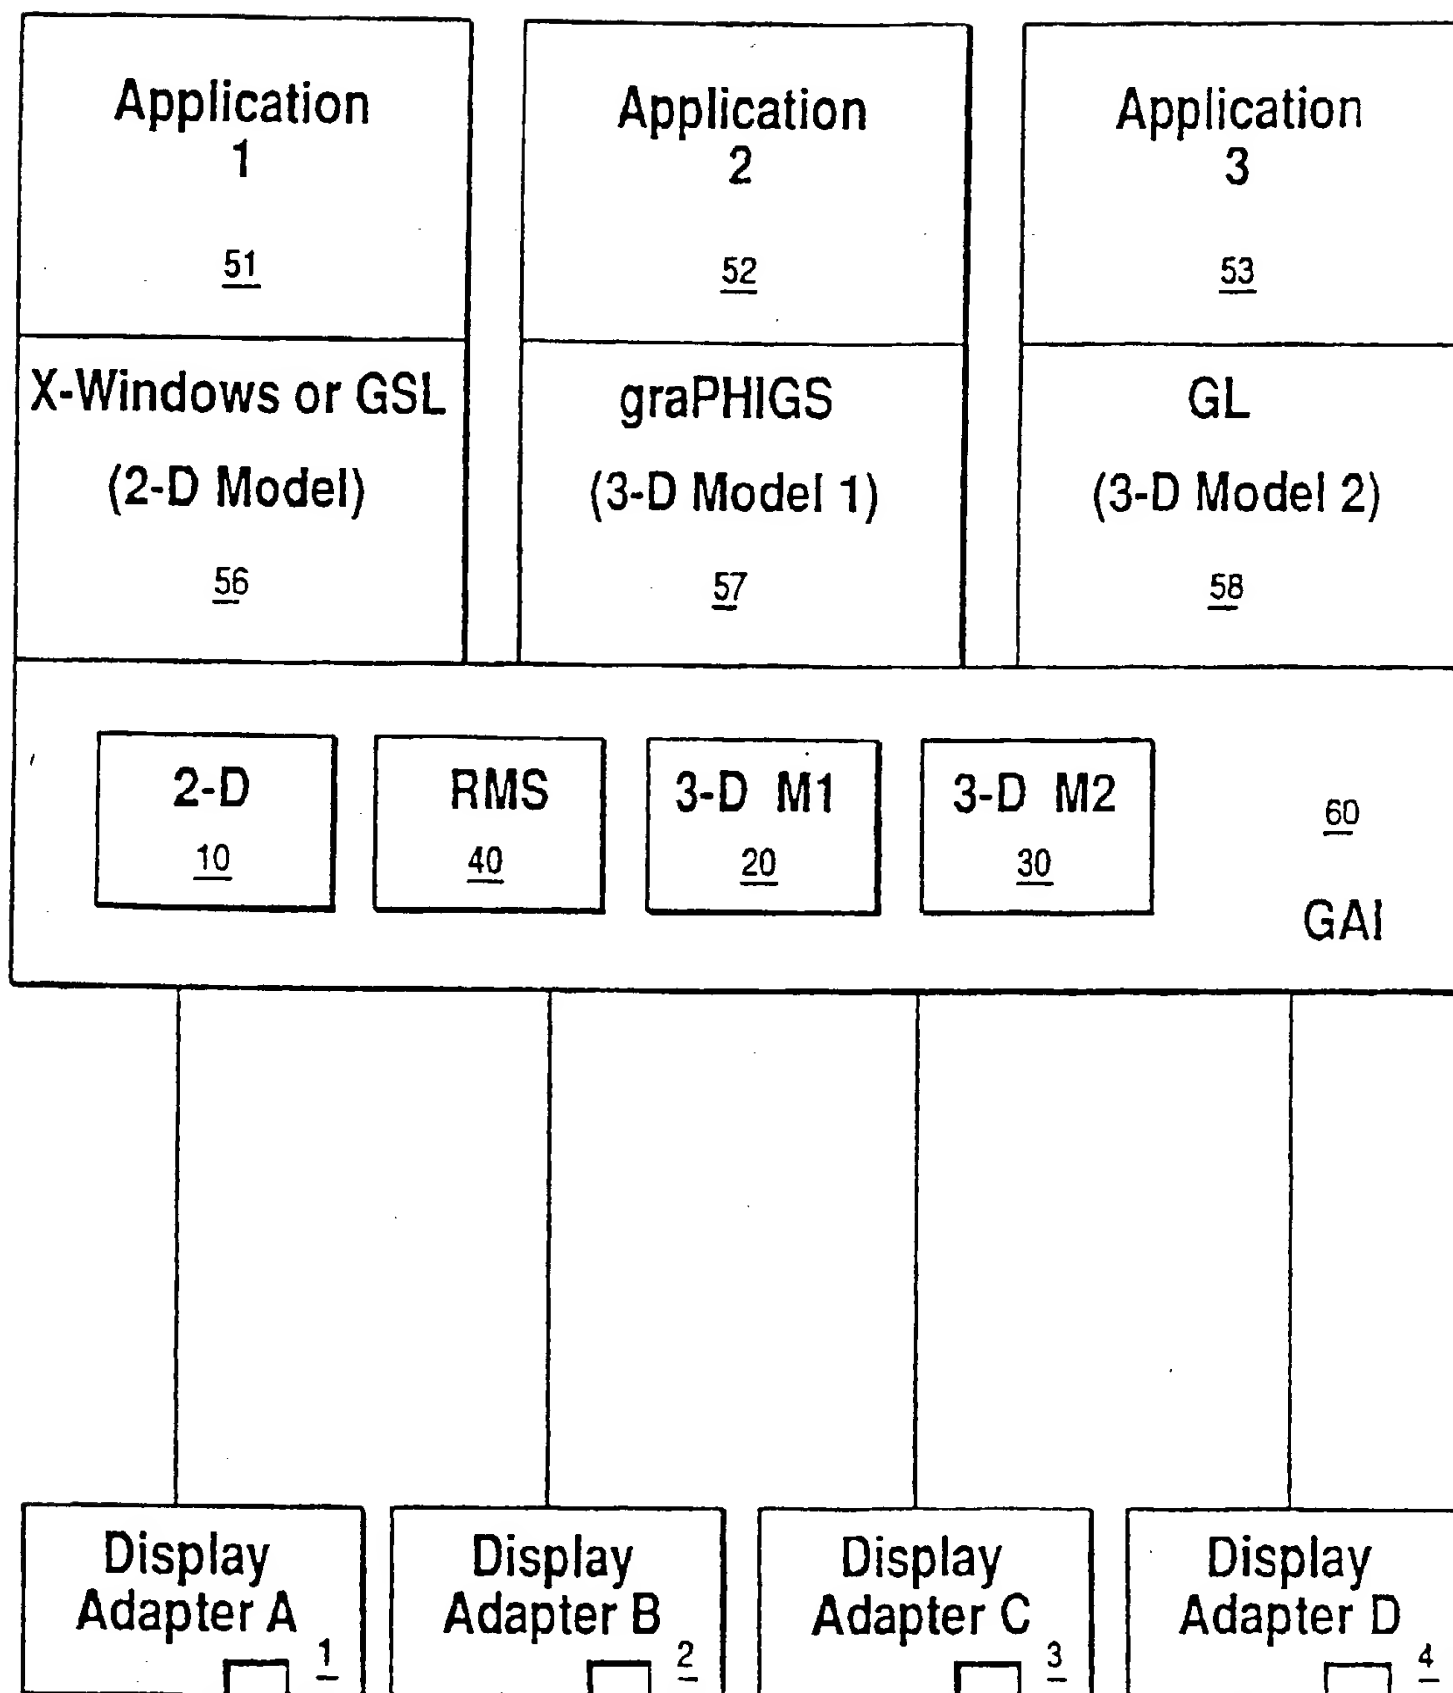 Application
1
51
Application
2
52
Application
3
53
X-Windows or GSL
(2-D Model)
56
graPHIGS
(3-D Model 1)
57
GL
(3-D Model 2)
58
2-D
10
RMS
40
3-D M1
20
3-D M2
30
60
GAI
Display
Adapter A
1
Display
Adapter B
2
Display
Adapter C
3
Display
Adapter D
4